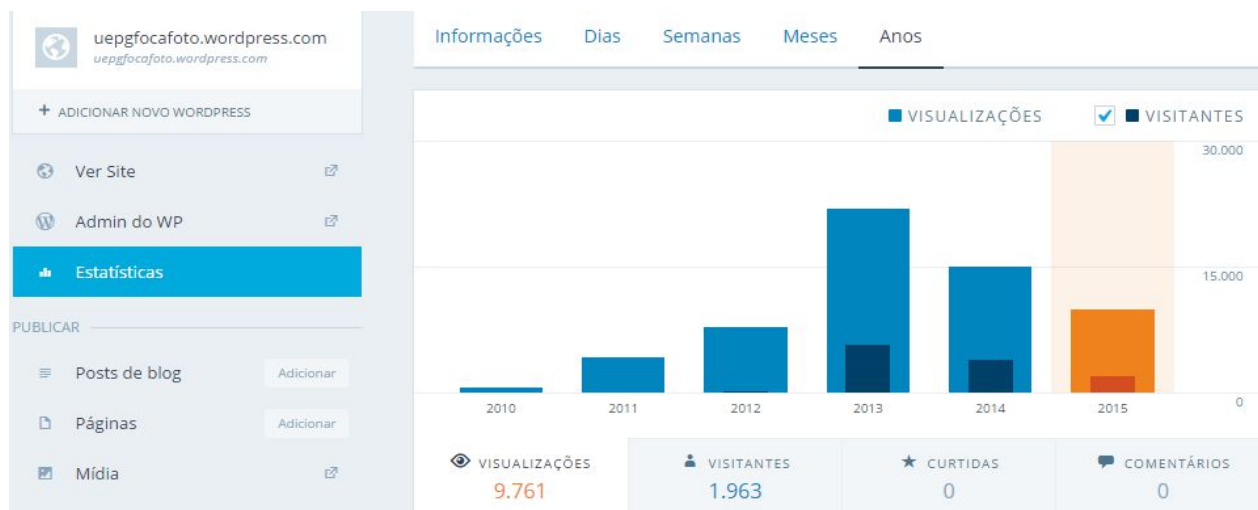 uepgfocafoto.wordpress.com
uepgfocafoto.wordpress.com
+ ADICIONAR NOVO WORDPRESS
Ver Site
Admin do WP
Estatísticas
PUBLICAR
Posts de blog Adicionar
Páginas Adicionar
Mídia
Informações Dias Semanas Meses Anos
VISUALIZAÇÕES VISITANTES
30.000
15.000
0
2010 2011 2012 2013 2014 2015
VISUALIZAÇÕES VISITANTES CURTIDAS COMENTÁRIOS
9.761 1.963 0 0